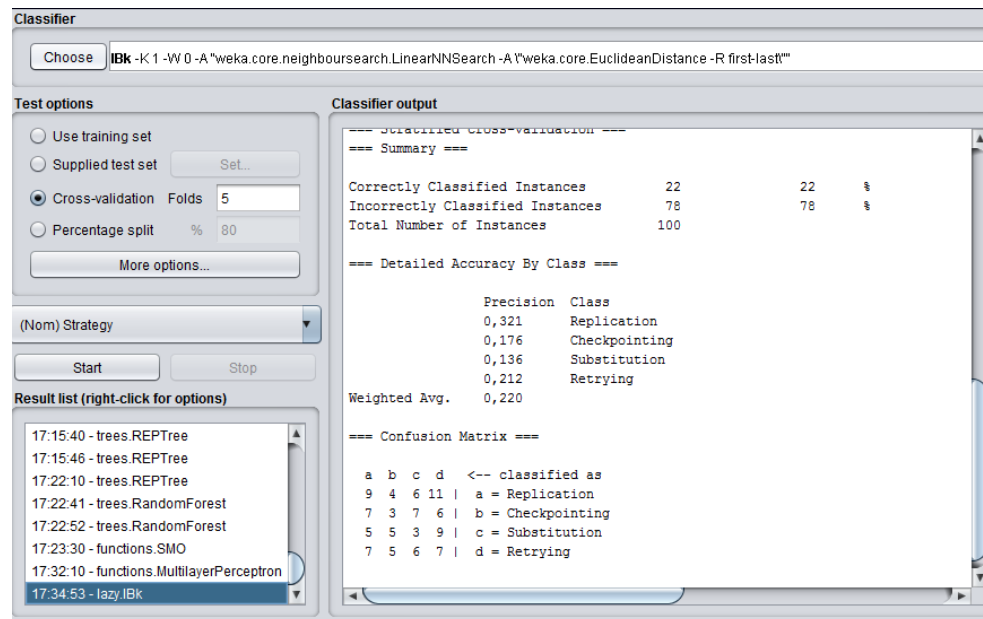 Classifier
Choose IBk -K 1 -W 0 -A "weka.core.neighboursearch.LinearNNSearch -A \"weka.core.EuclideanDistance -R first-last\""
Test options
Use training set
Supplied test set Set...
Cross-validation Folds 5
Percentage split % 80
More options...
(Nom) Strategy
Start Stop
Result list (right-click for options)
17:15:40 - trees.REPTree
17:15:46 - trees.REPTree
17:22:10 - trees.REPTree
17:22:41 - trees.RandomForest
17:22:52 - trees.RandomForest
17:23:30 - functions.SMO
17:32:10 - functions.MultilayerPerceptron
17:34:53 - lazy.IBk
Classifier output
=== Stratified cross-validation ===
=== Summary ===
Correctly Classified Instances 22 22 %
Incorrectly Classified Instances 78 78 %
Total Number of Instances 100
=== Detailed Accuracy By Class ===
Precision Class
0,321 Replication
0,176 Checkpointing
0,136 Substitution
0,212 Retrying
Weighted Avg. 0,220
=== Confusion Matrix ===
a b c d <-- classified as
9 4 6 11 | a = Replication
7 3 7 6 | b = Checkpointing
5 5 3 9 | c = Substitution
7 5 6 7 | d = Retrying